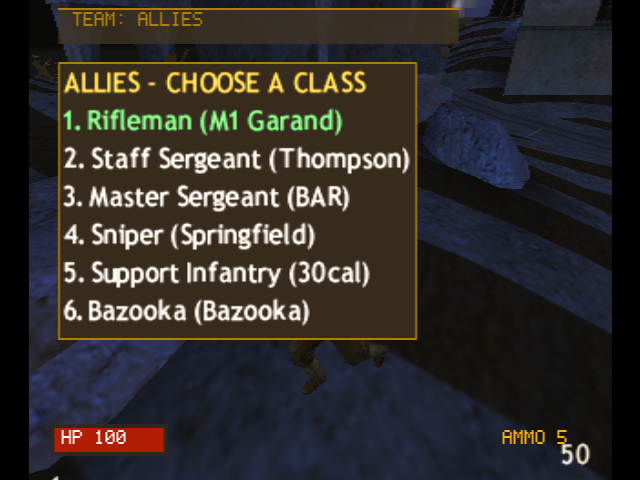 TEAM: ALLIES
ALLIES - CHOOSE A CLASS
1. Rifleman (M1 Garand)
2. Staff Sergeant (Thompson)
3. Master Sergeant (BAR)
4. Sniper (Springfield)
5. Support Infantry (30cal)
6. Bazooka (Bazooka)
HP 100
AMMO 5
50